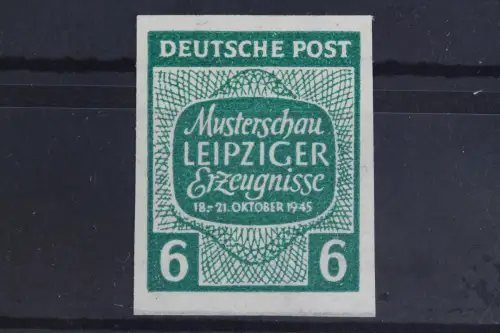 DEUTSCHE POST
Musterschau
LEIPZIGER
Erzeugnisse
18.-21. OKTOBER 1945
6 6